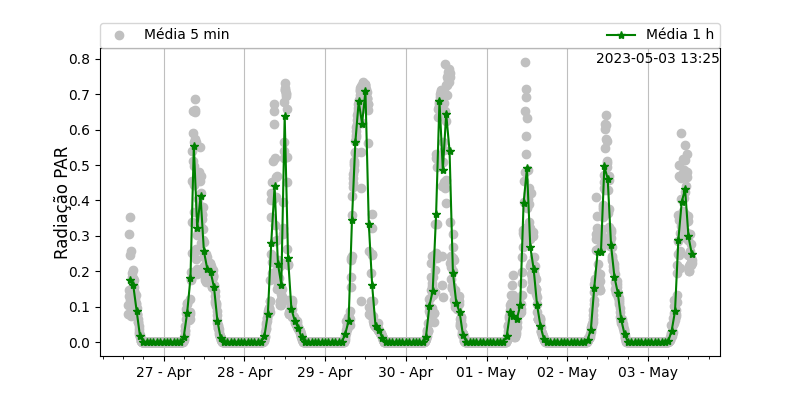 Média 5 min
Média 1 h
2023-05-03 13:25
Radiação PAR
0.8
0.7
0.6
0.5
0.4
0.3
0.2
0.1
0.0
27 - Apr
28 - Apr
29 - Apr
30 - Apr
01 - May
02 - May
03 - May